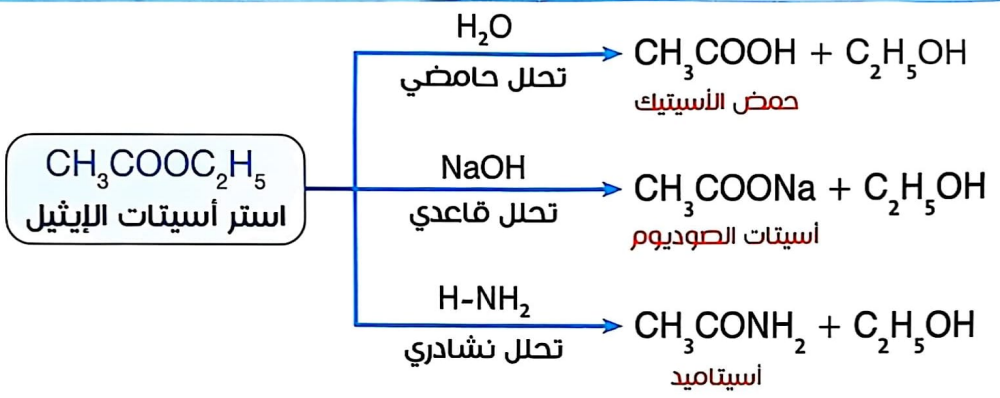 H₂O
تحلل حامضي
CH₃COOH + C₂H₅OH
حمض الأسيتيك
CH₃COOC₂H₅
استر أسيتات الإيثيل
NaOH
تحلل قاعدي
CH₃COONa + C₂H₅OH
أسيتات الصوديوم
H-NH₂
تحلل نشادري
CH₃CONH₂ + C₂H₅OH
أسيتاميد